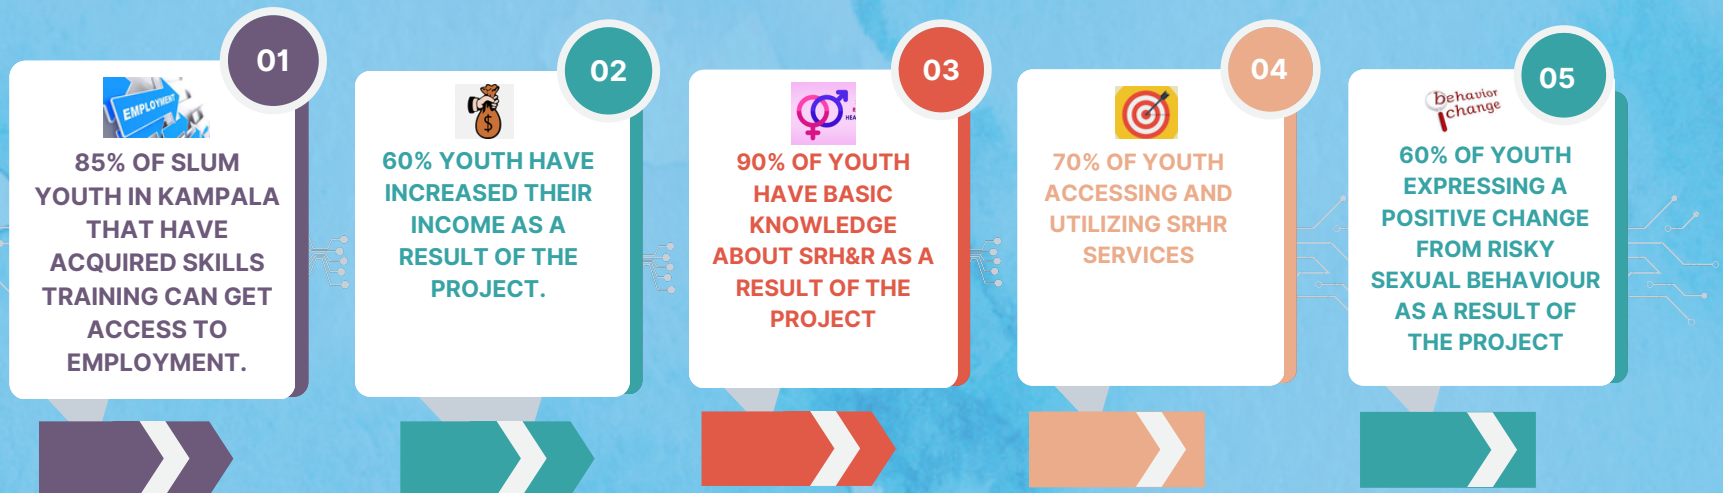 01
EMPLOYMENT
85% OF SLUM
YOUTH IN KAMPALA
THAT HAVE
ACQUIRED SKILLS
TRAINING CAN GET
ACCESS TO
EMPLOYMENT.
02
$
60% YOUTH HAVE
INCREASED THEIR
INCOME AS A
RESULT OF THE
PROJECT.
03
HEA
90% OF YOUTH
HAVE BASIC
KNOWLEDGE
ABOUT SRH&R AS A
RESULT OF THE
PROJECT
04
70% OF YOUTH
ACCESSING AND
UTILIZING SRHR
SERVICES
05
behavior
change
60% OF YOUTH
EXPRESSING A
POSITIVE CHANGE
FROM RISKY
SEXUAL BEHAVIOUR
AS A RESULT OF
THE PROJECT